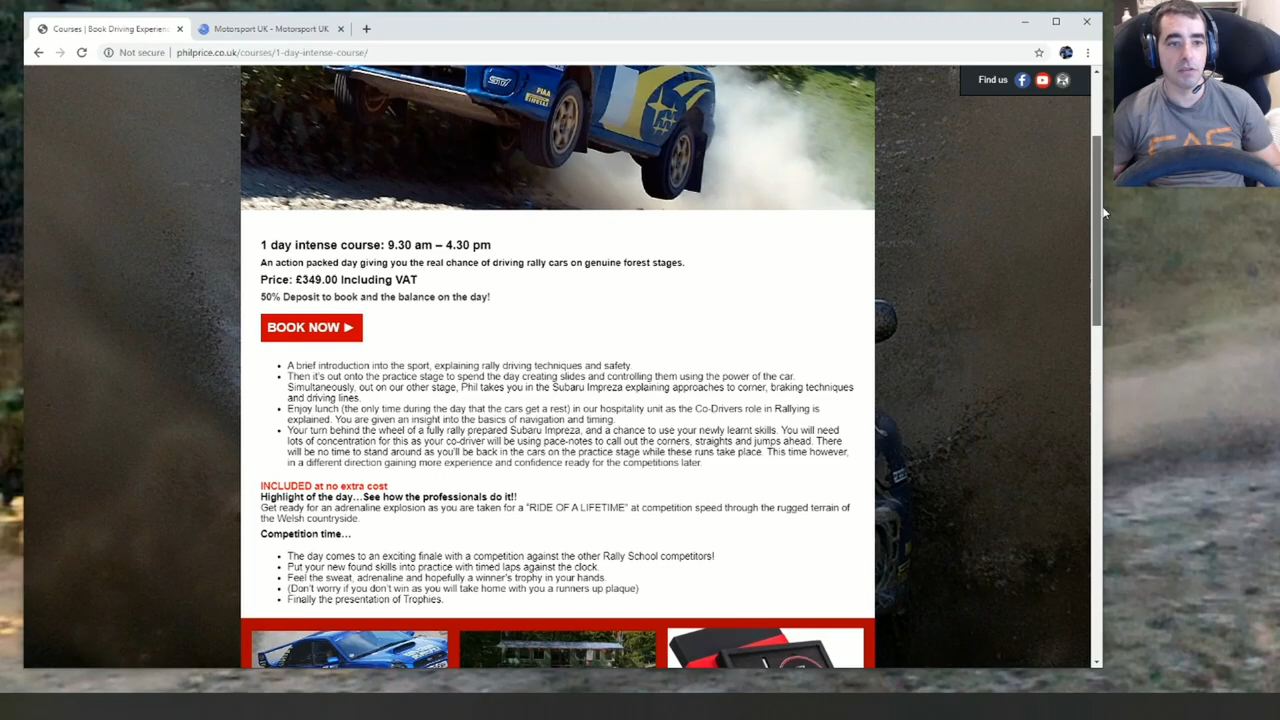 Courses | Book Driving Experienc
Motorsport UK - Motorsport UK
Not secure
philprice.co.uk/courses/1-day-intense-course/
Find us
PIAA
PIRELLI
1 day intense course: 9.30 am – 4.30 pm
An action packed day giving you the real chance of driving rally cars on genuine forest stages.
Price: £349.00 Including VAT
50% Deposit to book and the balance on the day!
BOOK NOW ►
• A brief introduction into the sport, explaining rally driving techniques and safety.
• Then it's out onto the practice stage to spend the day creating slides and controlling them using the power of the car.
Simultaneously, out on our other stage, Phil takes you in the Subaru Impreza explaining approaches to corner, braking techniques
and driving lines.
• Enjoy lunch (the only time during the day that the cars get a rest) in our hospitality unit as the Co-Drivers role in Rallying is
explained. You are given an insight into the basics of navigation and timing.
• Your turn behind the wheel of a fully rally prepared Subaru Impreza, and a chance to use your newly learnt skills. You will need
lots of concentration for this as your co-driver will be using pace-notes to call out the corners, straights and jumps ahead. There
will be no time to stand around as you'll be back in the cars on the practice stage while these runs take place. This time however,
in a different direction gaining more experience and confidence ready for the competitions later.
INCLUDED at no extra cost
Highlight of the day…See how the professionals do it!!
Get ready for an adrenaline explosion as you are taken for a "RIDE OF A LIFETIME" at competition speed through the rugged terrain of
the Welsh countryside.
Competition time…
• The day comes to an exciting finale with a competition against the other Rally School competitors!
• Put your new found skills into practice with timed laps against the clock.
• Feel the sweat, adrenaline and hopefully a winner's trophy in your hands.
• (Don't worry if you don't win as you will take home with you a runners up plaque)
• Finally the presentation of Trophies.